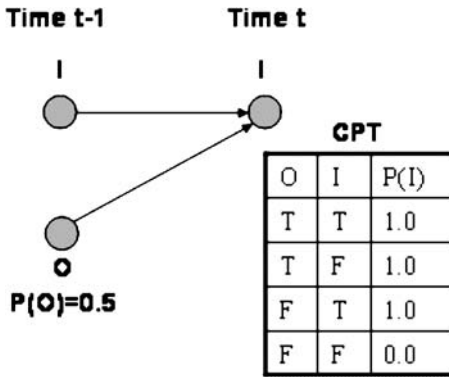 Time t-1 Time t
I I
O
P(O)=0.5
CPT
O I P(I)
T T 1.0
T F 1.0
F T 1.0
F F 0.0